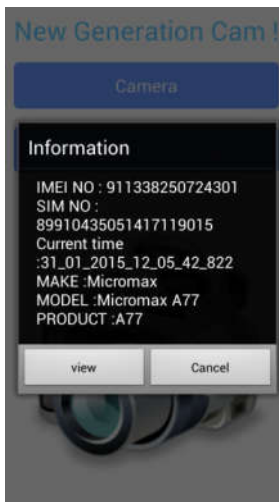 New Generation Cam !
Camera
Information
IMEI NO : 911338250724301
SIM NO :
89910435051417119015
Current time
:31_01_2015_12_05_42_822
MAKE :Micromax
MODEL :Micromax A77
PRODUCT :A77
view
Cancel